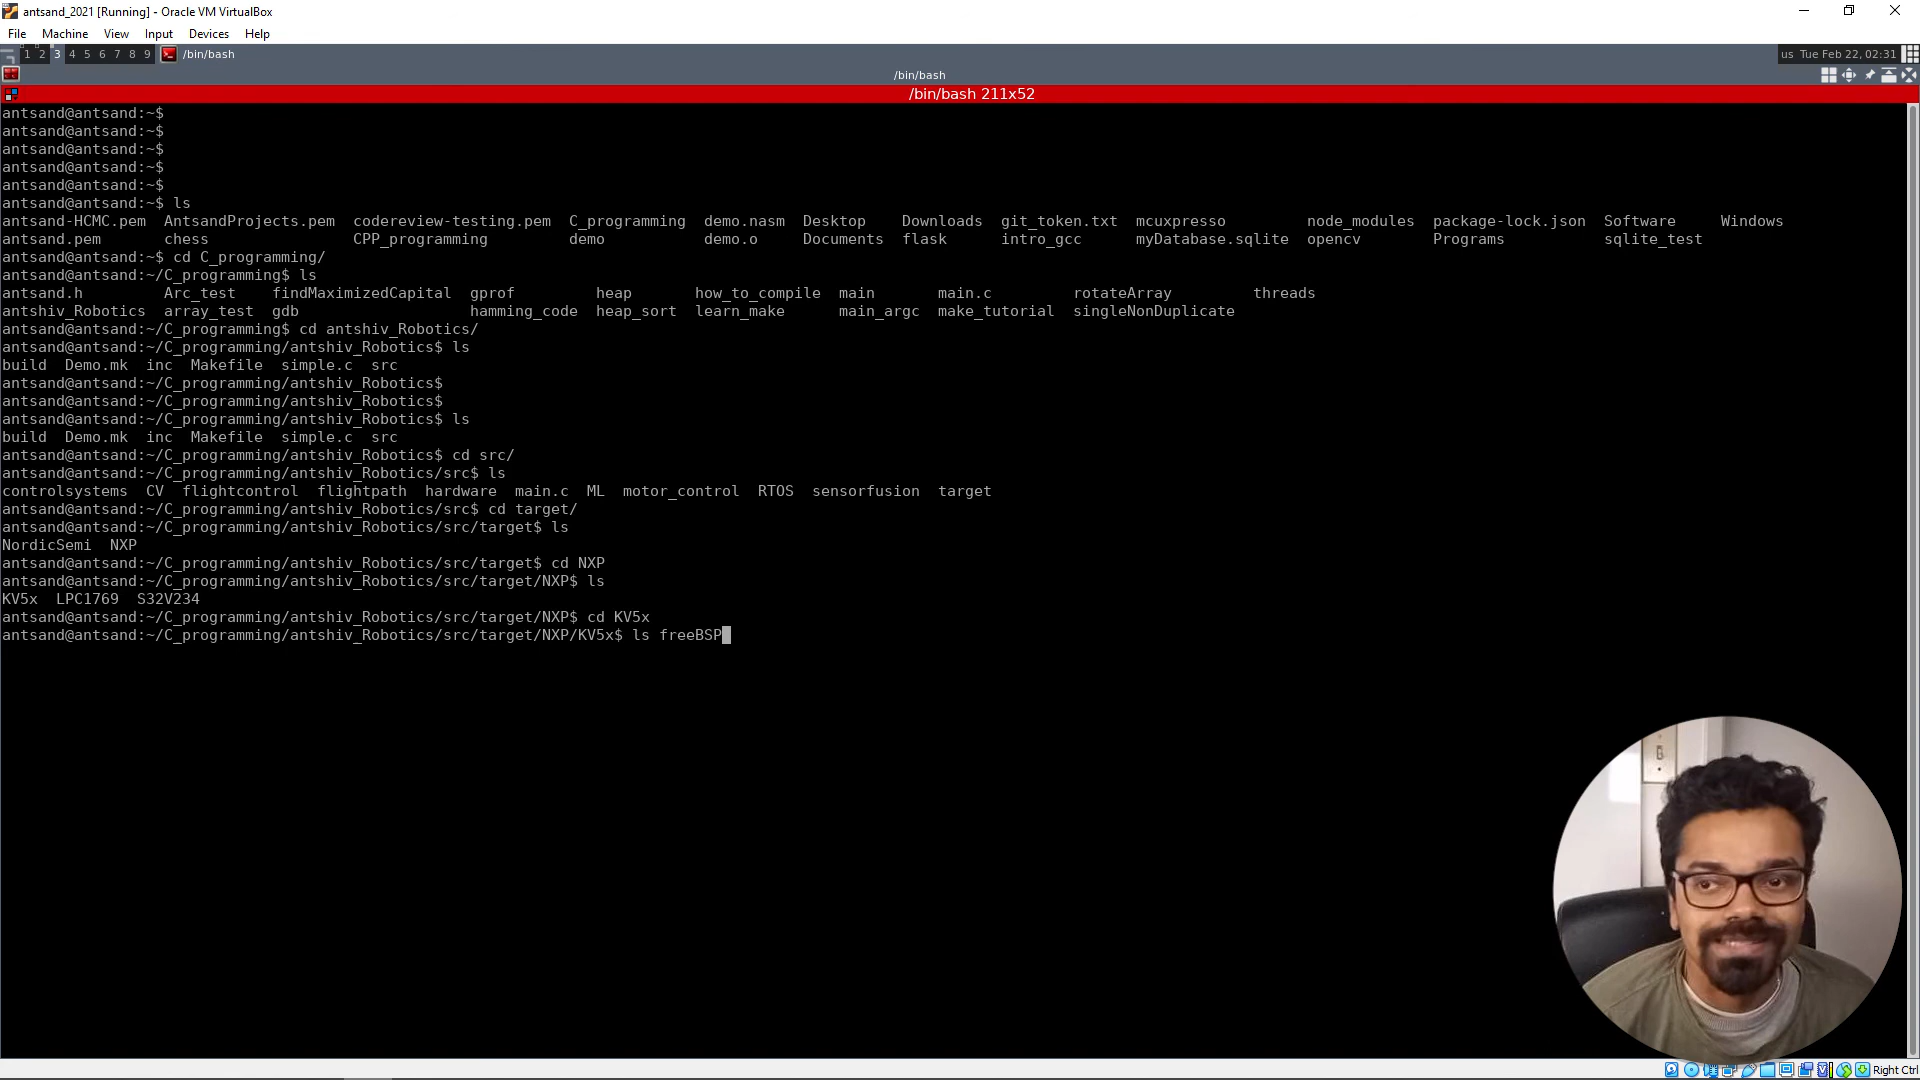 antsand_2021 [Running] - Oracle VM VirtualBox
File Machine View Input Devices Help
1 2 3 4 5 6 7 8 9 /bin/bash us Tue Feb 22, 02:31
/bin/bash
/bin/bash 211x52
antsand@antsand:~$
antsand@antsand:~$
antsand@antsand:~$
antsand@antsand:~$
antsand@antsand:~$
antsand@antsand:~$ ls
antsand-HCMC.pem AntsandProjects.pem codereview-testing.pem C_programming demo.nasm Desktop Downloads git_token.txt mcuxpresso node_modules package-lock.json Software Windows
antsand.pem chess CPP_programming demo demo.o Documents flask intro_gcc myDatabase.sqlite opencv Programs sqlite_test
antsand@antsand:~$ cd C_programming/
antsand@antsand:~/C_programming$ ls
antsand.h Arc_test findMaximizedCapital gprof heap how_to_compile main main.c rotateArray threads
antshiv_Robotics array_test gdb hamming_code heap_sort learn_make main_argc make_tutorial singleNonDuplicate
antsand@antsand:~/C_programming$ cd antshiv_Robotics/
antsand@antsand:~/C_programming/antshiv_Robotics$ ls
build Demo.mk inc Makefile simple.c src
antsand@antsand:~/C_programming/antshiv_Robotics$
antsand@antsand:~/C_programming/antshiv_Robotics$
antsand@antsand:~/C_programming/antshiv_Robotics$ ls
build Demo.mk inc Makefile simple.c src
antsand@antsand:~/C_programming/antshiv_Robotics$ cd src/
antsand@antsand:~/C_programming/antshiv_Robotics/src$ ls
controlsystems CV flightcontrol flightpath hardware main.c ML motor_control RTOS sensorfusion target
antsand@antsand:~/C_programming/antshiv_Robotics/src$ cd target/
antsand@antsand:~/C_programming/antshiv_Robotics/src/target$ ls
NordicSemi NXP
antsand@antsand:~/C_programming/antshiv_Robotics/src/target$ cd NXP
antsand@antsand:~/C_programming/antshiv_Robotics/src/target/NXP$ ls
KV5x LPC1769 S32V234
antsand@antsand:~/C_programming/antshiv_Robotics/src/target/NXP$ cd KV5x
antsand@antsand:~/C_programming/antshiv_Robotics/src/target/NXP/KV5x$ ls freeBSP
Right Ctrl